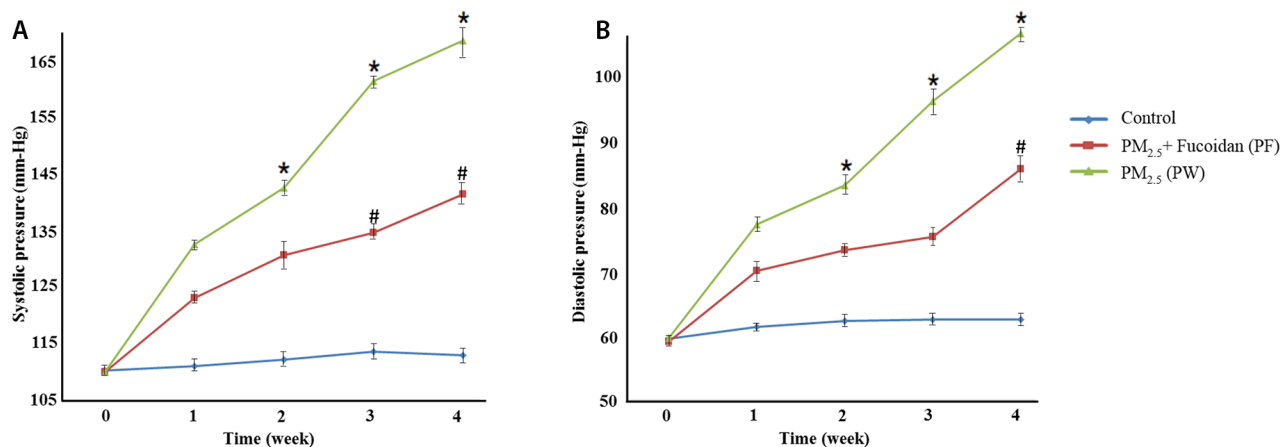 A
Systolic pressure (mm-Hg)
*
165
*
155
*
145
#
#
135
125
115
105
0 1 2 3 4
Time (week)
B
Diastolic pressure (mm-Hg)
*
100
*
90
*
#
80
70
60
50
0 1 2 3 4
Time (week)
Control
PM2.5+ Fucoidan (PF)
PM2.5 (PW)